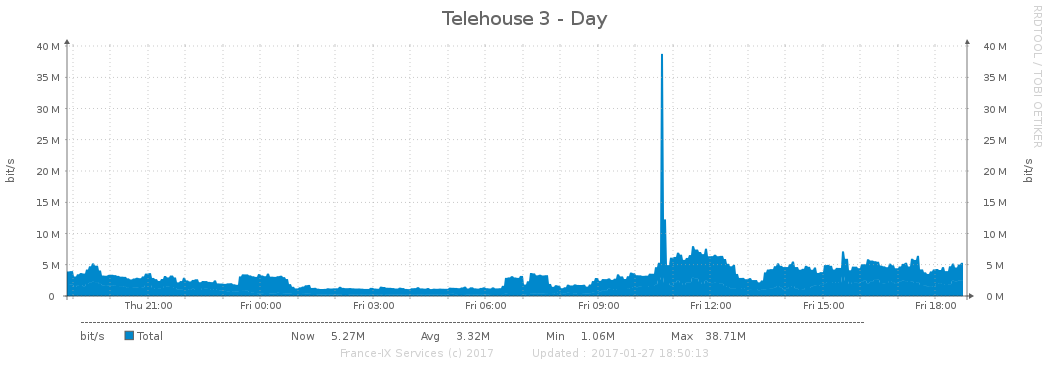 Telehouse 3 - Day
RRDTOOL / TOBI OETIKER
40 M 40 M
35 M 35 M
30 M 30 M
25 M 25 M
20 M 20 M
15 M 15 M
10 M 10 M
5 M 5 M
0 0 M
bit/s
bit/s
Thu 21:00 Fri 00:00 Fri 03:00 Fri 06:00 Fri 09:00 Fri 12:00 Fri 15:00 Fri 18:00
bit/s Total Now 5.27M Avg 3.32M Min 1.06M Max 38.71M
France-IX Services (c) 2017 Updated : 2017-01-27 18:50:13